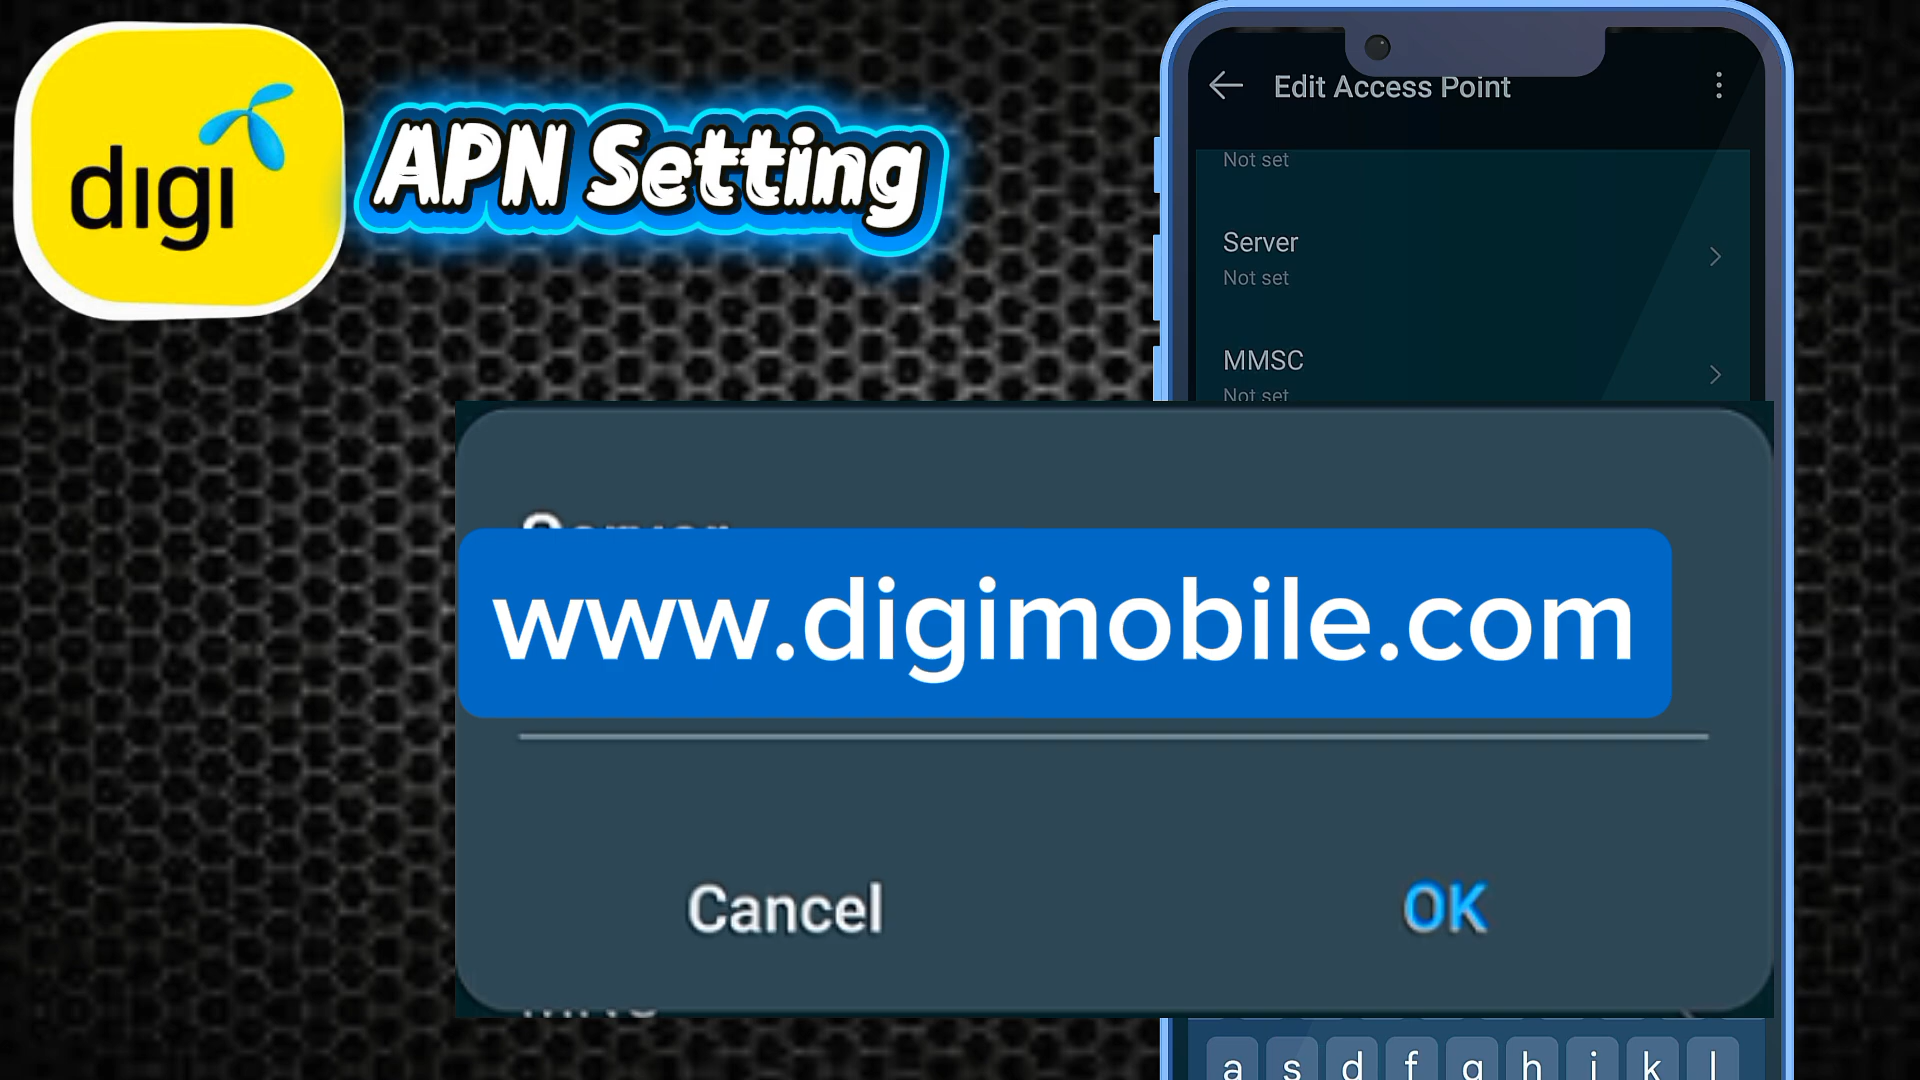 digi
APN Setting
Edit Access Point
Not set
Server
Not set
MMSC
Not set
Server
www.digimobile.com
Cancel
OK
a s d f g h j k l